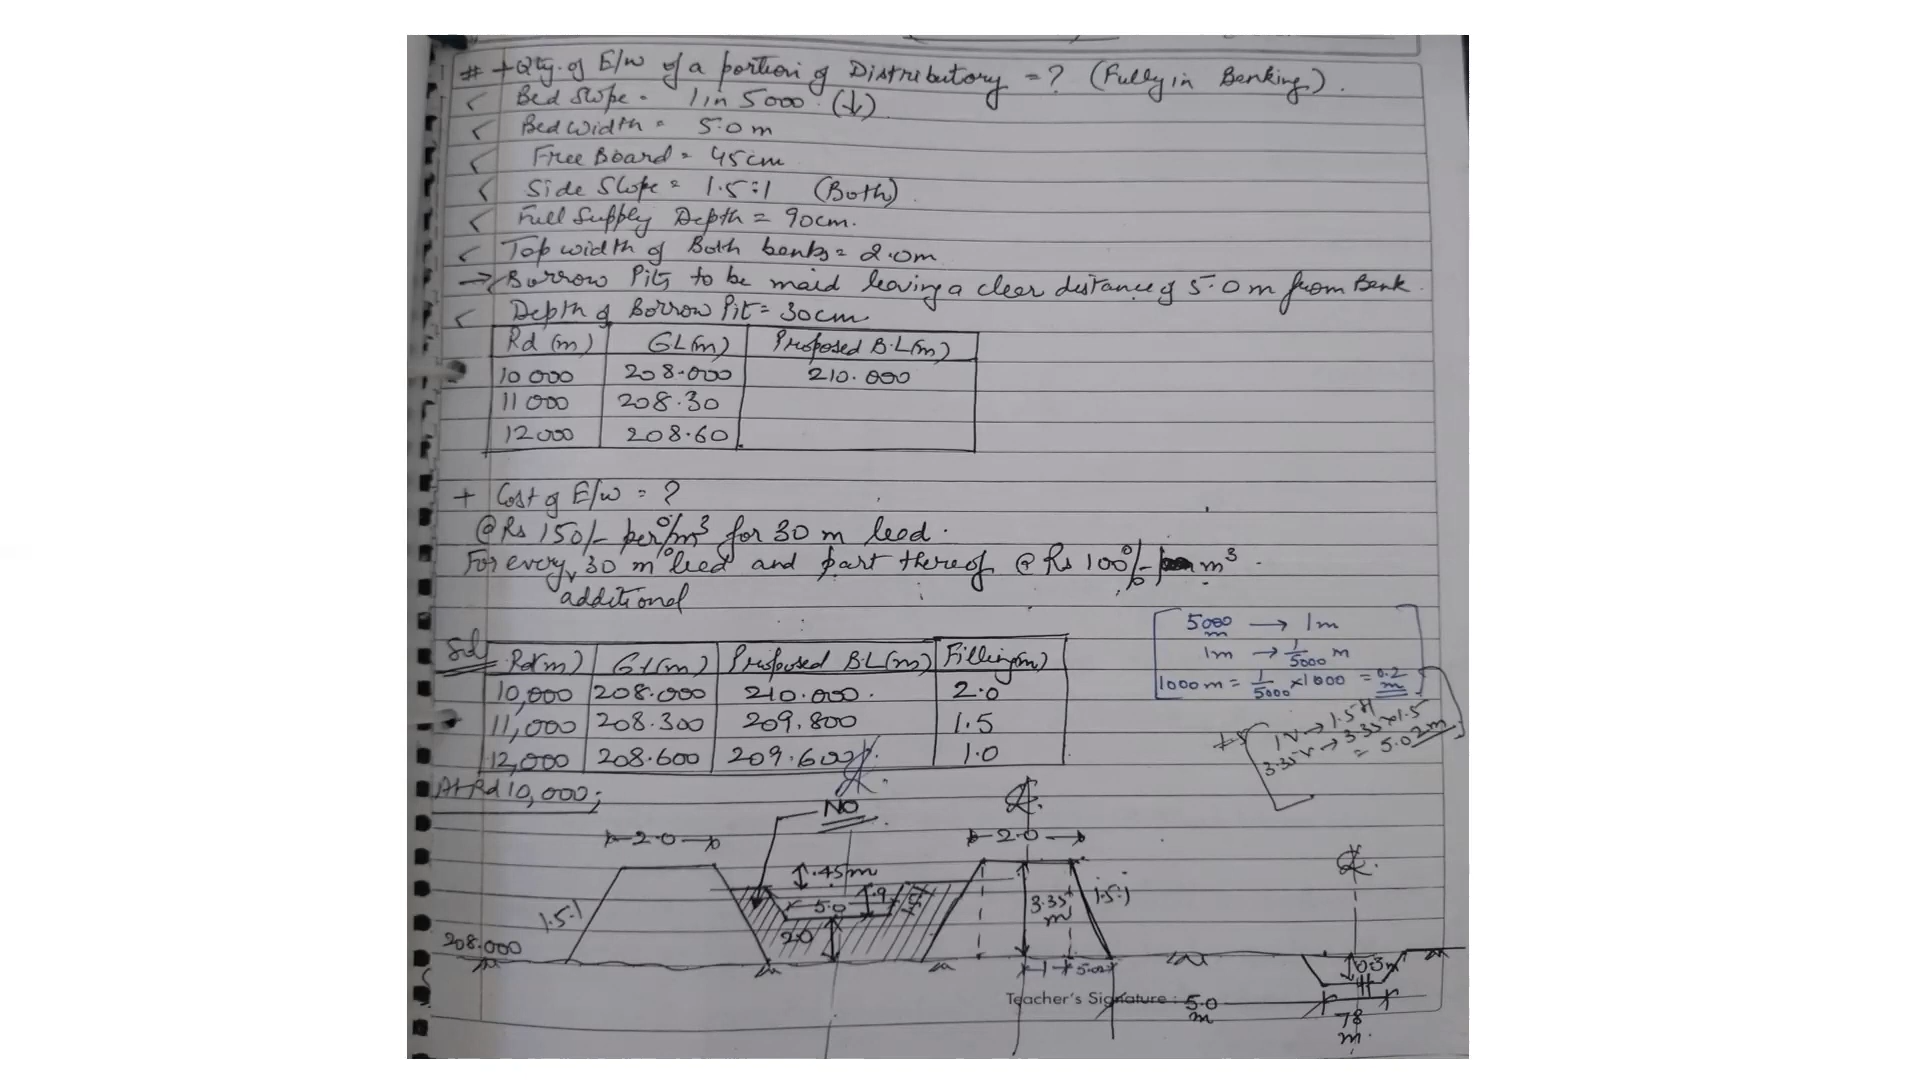 # + Qty. of E/w of a portion of Distributory = ? (Fully in Banking).
Bed Slope = 1 in 5000. (↓)
Bed width = 5.0 m
Free Board = 45cm
Side Slope = 1.5:1 (Both)
Full Supply Depth = 90cm.
Top width of Both banks = 2.0m
→ Borrow Pits to be maid leaving a clear distance of 5.0 m from Bank.
Depth of Borrow Pit = 30cm
Rd (m) GL(m) Proposed B.L(m)
10 000 208.000 210.000
11 000 208.30
12 000 208.60
+ Cost of E/w = ?
@ Rs 150/- per % m³ for 30 m lead.
For every 30 m lead and part thereof @ Rs 100/- % m³.
additional
5000 m → 1m
1m → 1/5000 m
1000m = 1/5000 ×1000 = 0.2 m
Sol Rd(m) GL(m) Proposed B.L(m) Filling(m)
10,000 208.000 210.000. 2.0
11,000 208.300 209.800 1.5
12,000 208.600 209.600 1.0
1V → 1.5H
3.35V → 3.35×1.5
= 5.02m
At Rd 10,000;
NO
2.0 2.0
.45m
1.5:1 5.0 .9 3.35 m 1.5:1
208.000 2.0 0.3m
1 5.02
Teacher's Signature : 5.0 m
78 m.